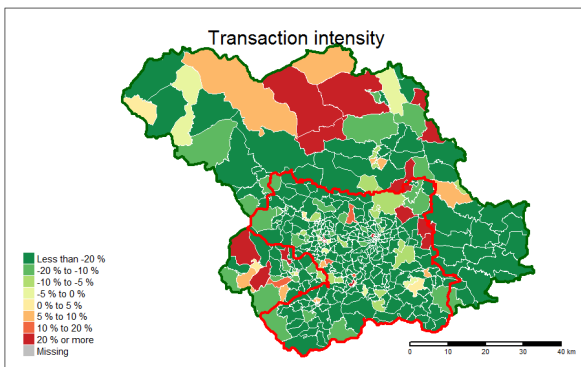 Transaction intensity
Less than -20 %
-20 % to -10 %
-10 % to -5 %
-5 % to 0 %
0 % to 5 %
5 % to 10 %
10 % to 20 %
20 % or more
Missing
0 10 20 30 40 km